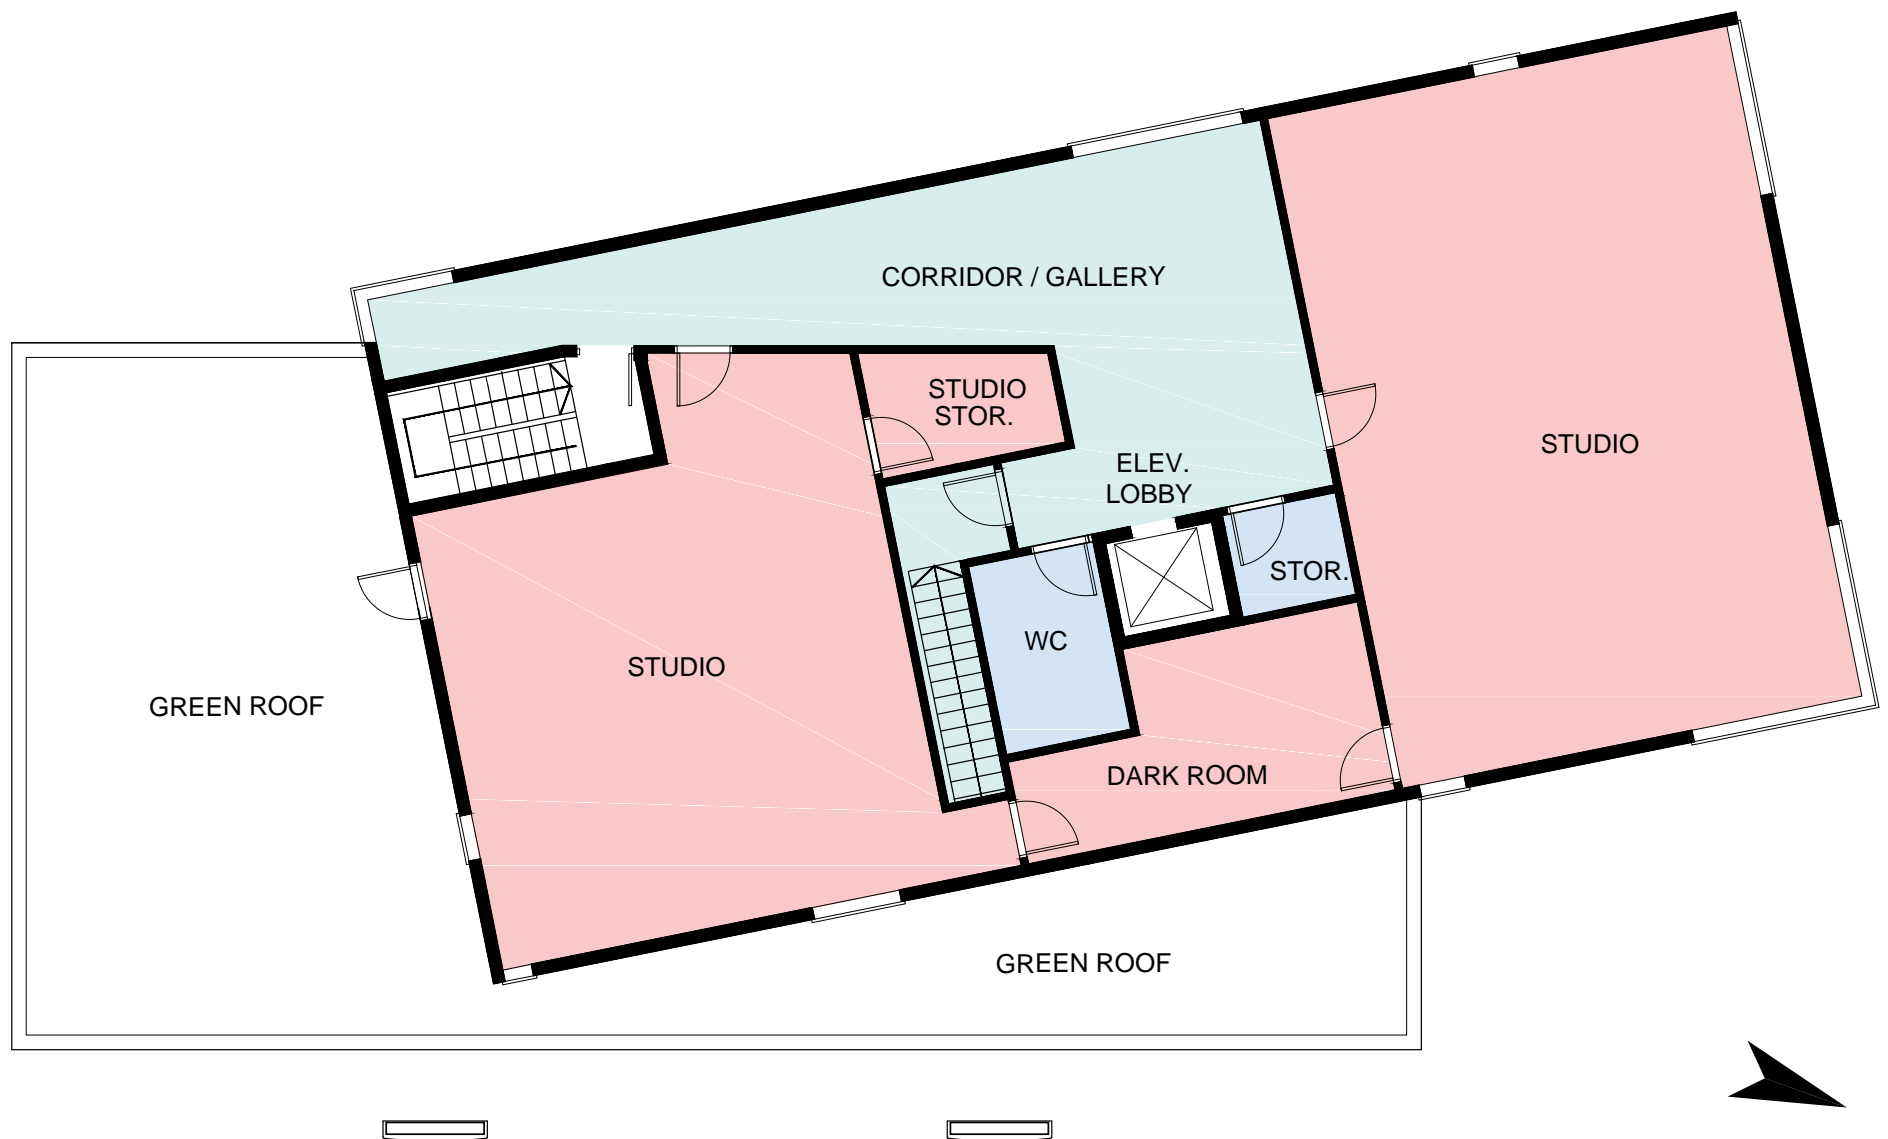 CORRIDOR / GALLERY
STUDIO
STOR.
STUDIO
ELEV.
LOBBY
STOR.
WC
STUDIO
GREEN ROOF
DARK ROOM
GREEN ROOF